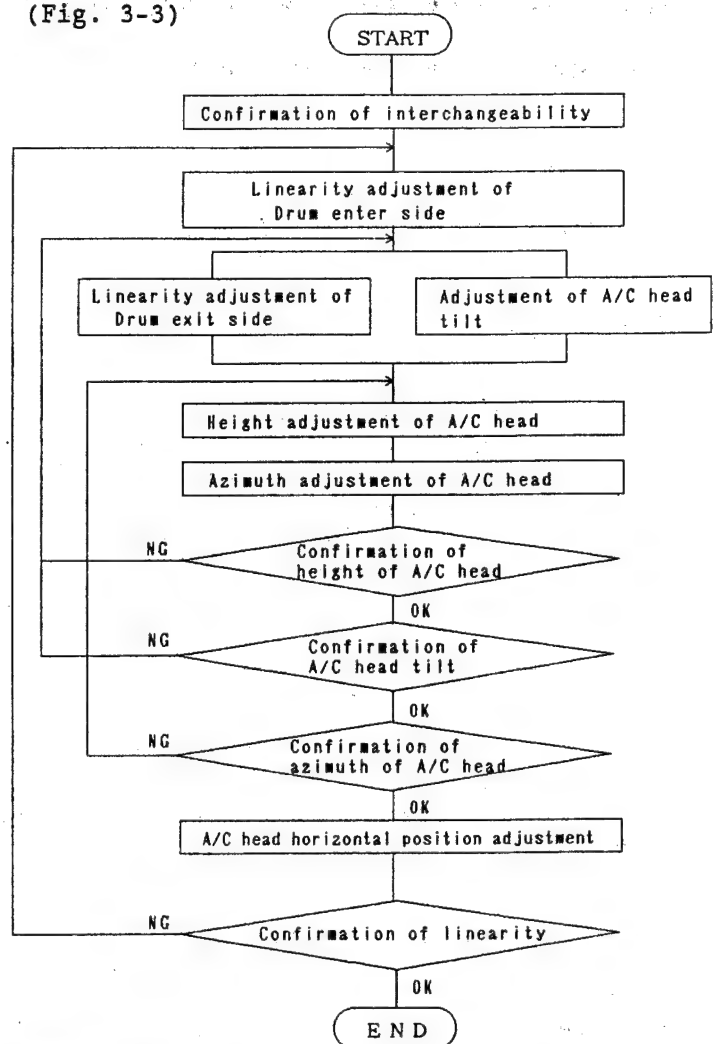 (Fig. 3-3)
START
Confirmation of interchangeability
Linearity adjustment of
Drum enter side
Linearity adjustment of
Drum exit side
Adjustment of A/C head
tilt
Height adjustment of A/C head
Azimuth adjustment of A/C head
NG
Confirmation of
height of A/C head
OK
NG
Confirmation of
A/C head tilt
OK
NG
Confirmation of
azimuth of A/C head
OK
A/C head horizontal position adjustment
NG
Confirmation of linearity
OK
END